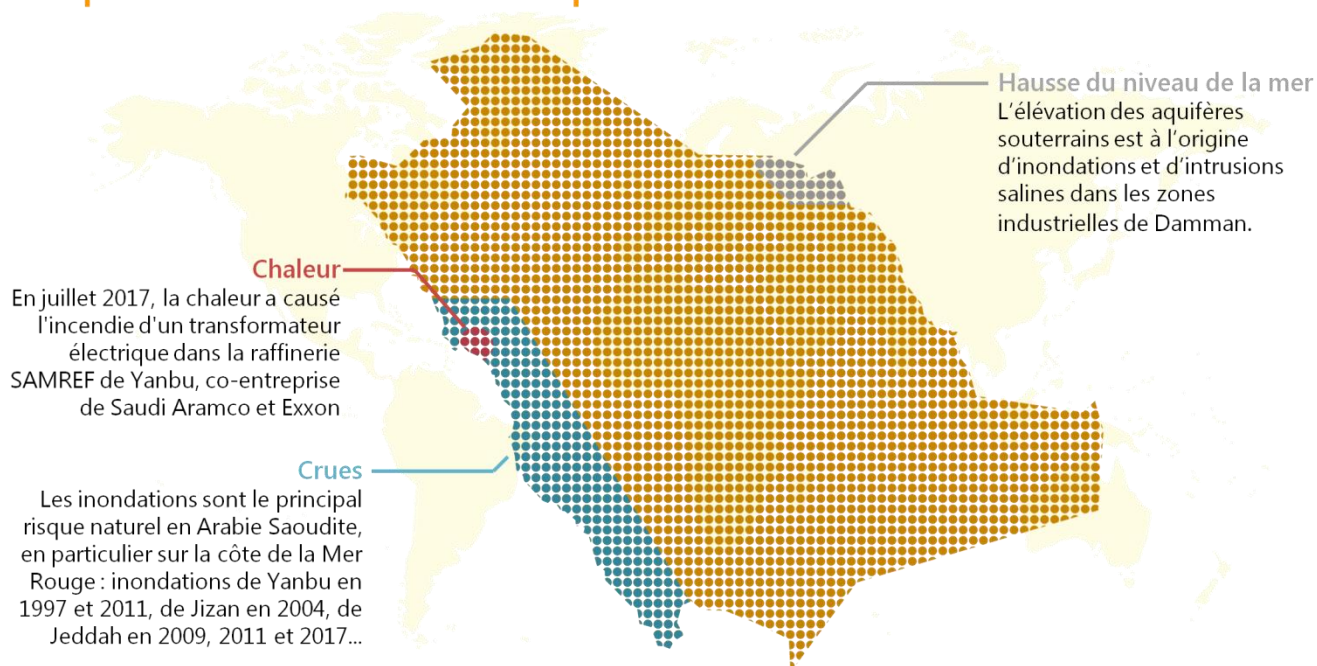 Hausse du niveau de la mer
L'élévation des aquifères
souterrains est à l'origine
d'inondations et d'intrusions
salines dans les zones
industrielles de Damman.
Chaleur
En juillet 2017, la chaleur a causé
l'incendie d'un transformateur
électrique dans la raffinerie
SAMREF de Yanbu, co-entreprise
de Saudi Aramco et Exxon
Crues
Les inondations sont le principal
risque naturel en Arabie Saoudite,
en particulier sur la côte de la Mer
Rouge : inondations de Yanbu en
1997 et 2011, de Jizan en 2004, de
Jeddah en 2009, 2011 et 2017...